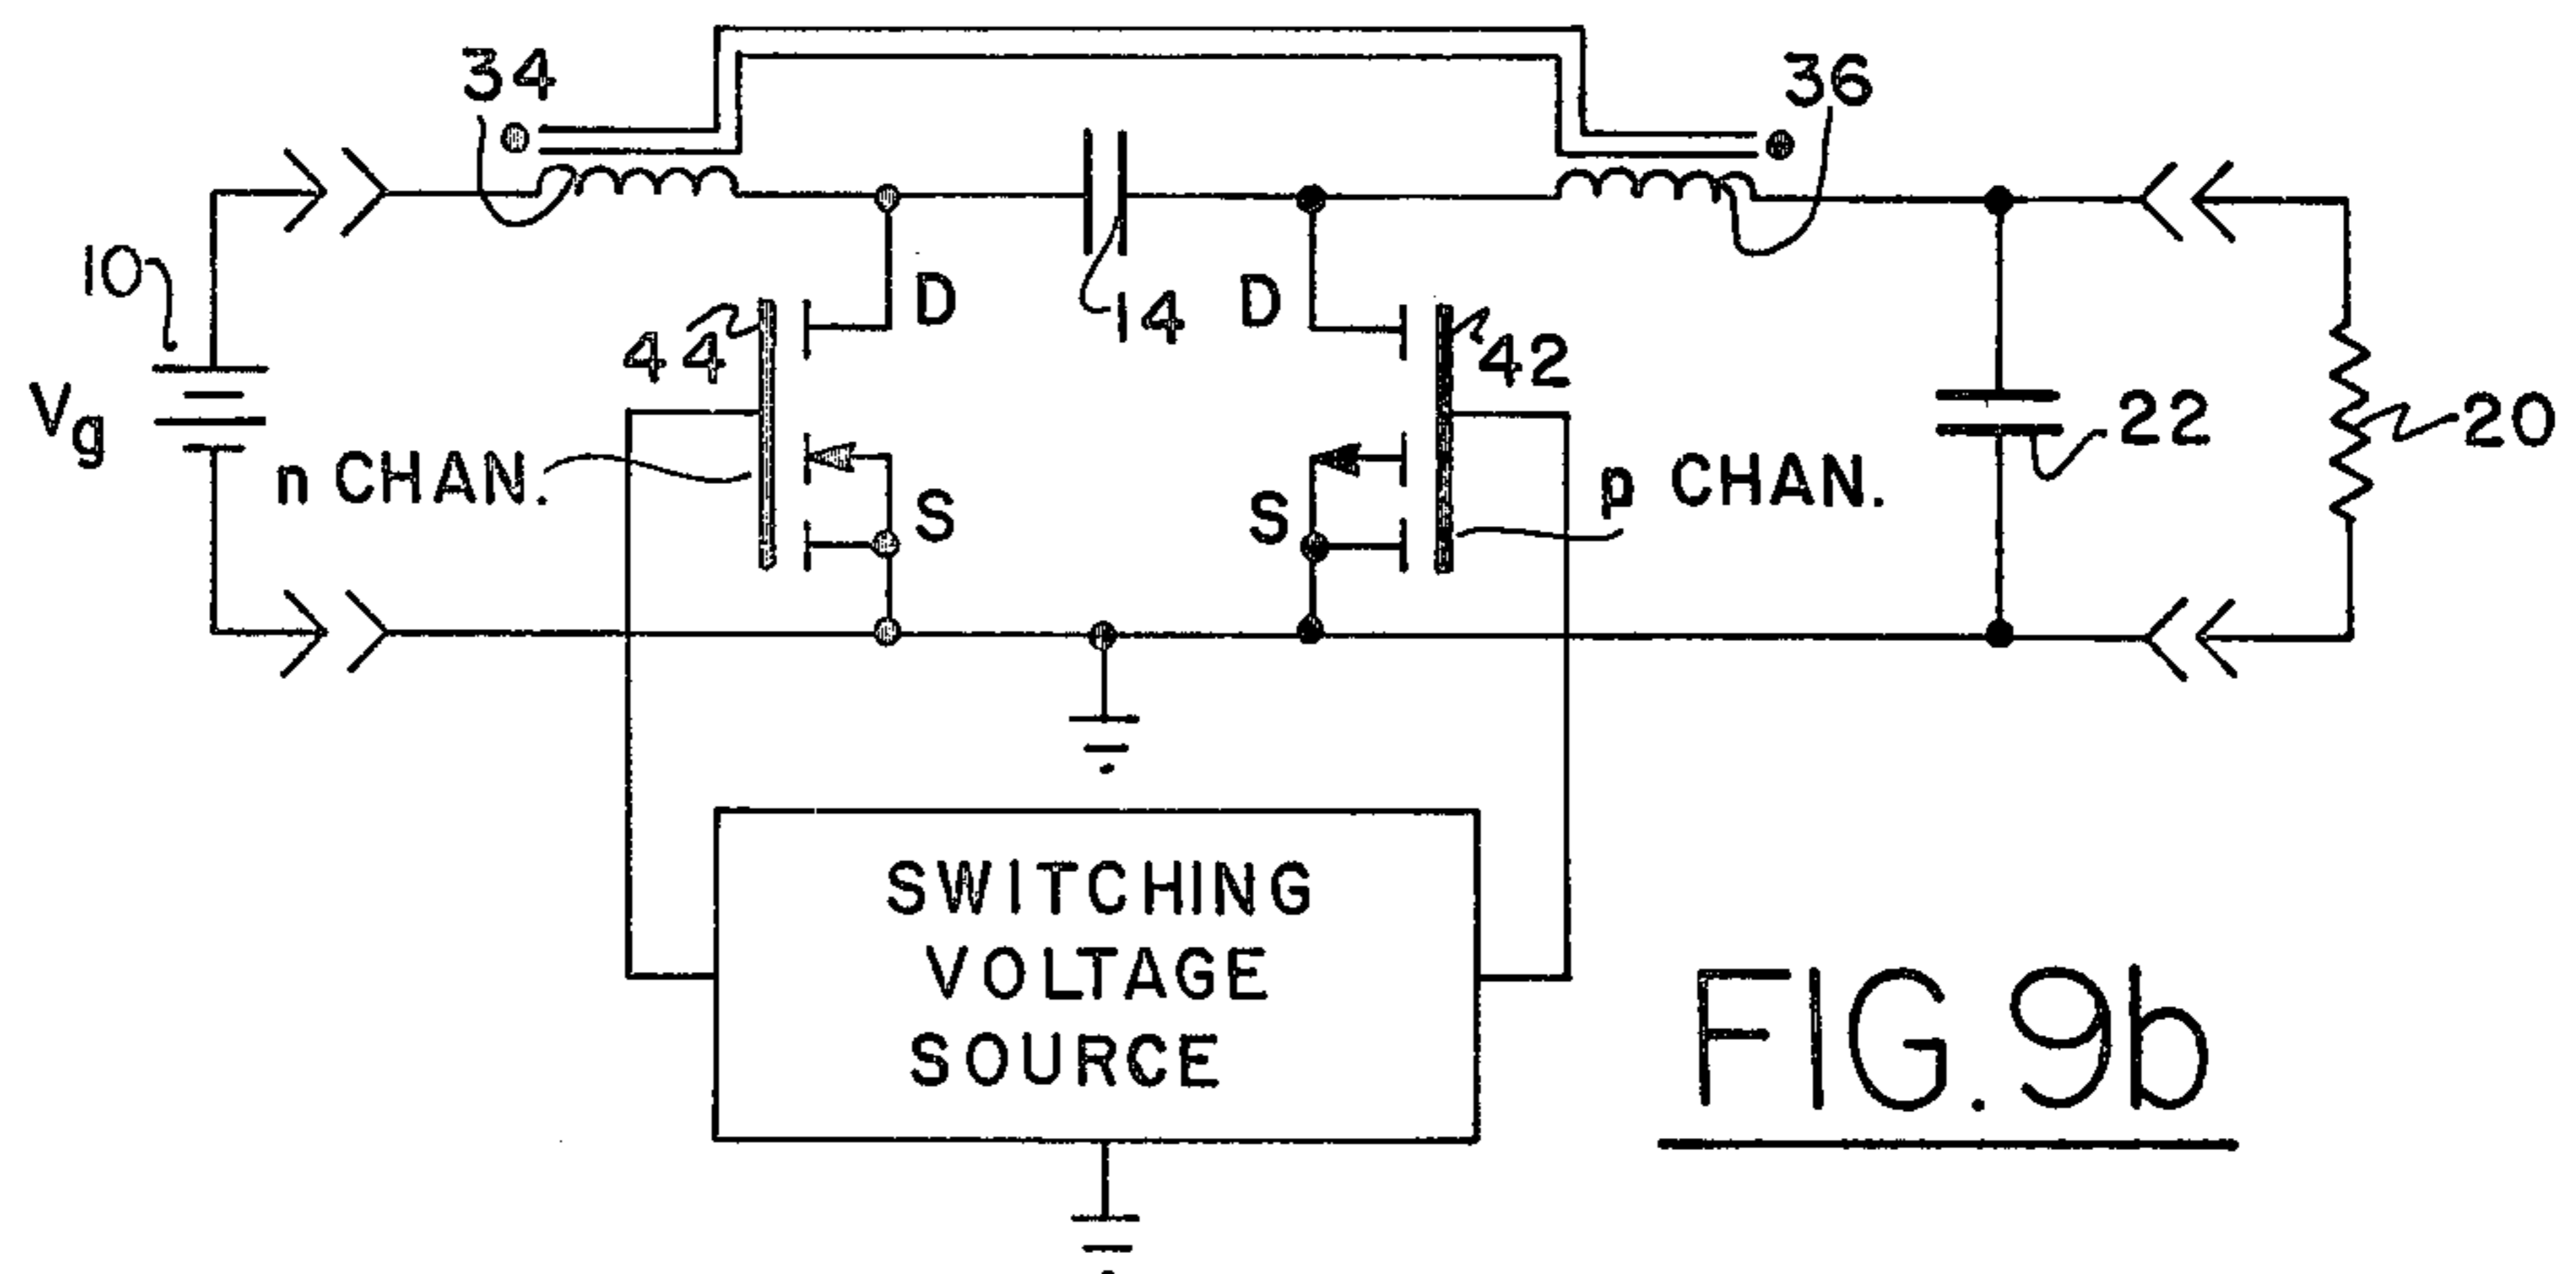 34
36
10
D
14
D
44
42
Vg
22
20
n CHAN.
S
S
p CHAN.
SWITCHING
VOLTAGE
SOURCE
FIG. 9b